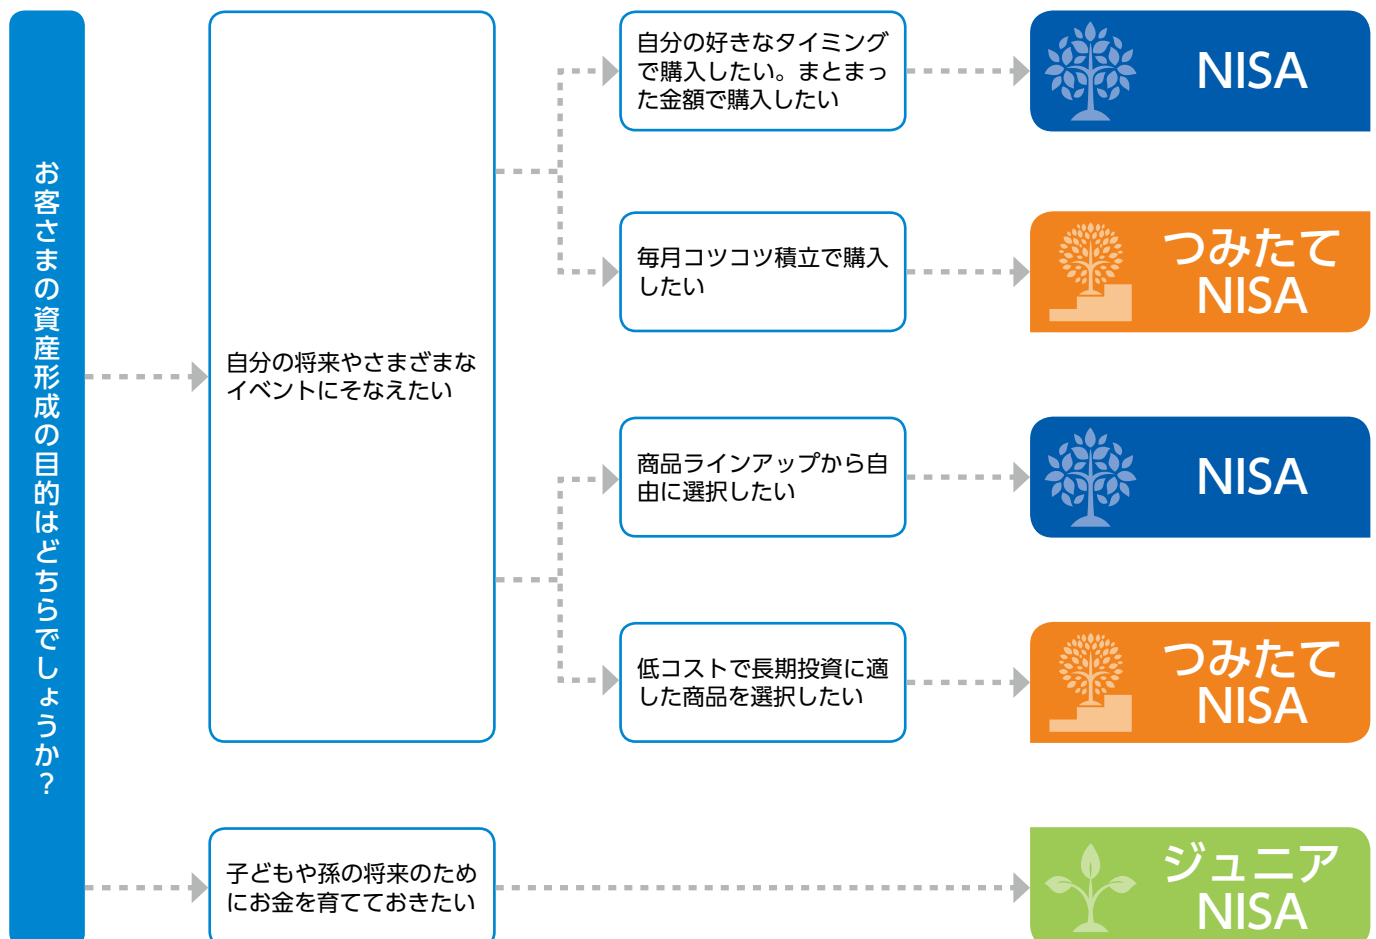 お客さまの資産形成の目的はどちらでしょうか？
自分の将来やさまざまな
イベントにそなえたい
自分の好きなタイミング
で購入したい。まとまっ
た金額で購入したい
NISA
毎月コツコツ積立で購入
したい
つみたて
NISA
商品ラインアップから自
由に選択したい
NISA
低コストで長期投資に適
した商品を選択したい
つみたて
NISA
子どもや孫の将来のため
にお金を育てておきたい
ジュニア
NISA